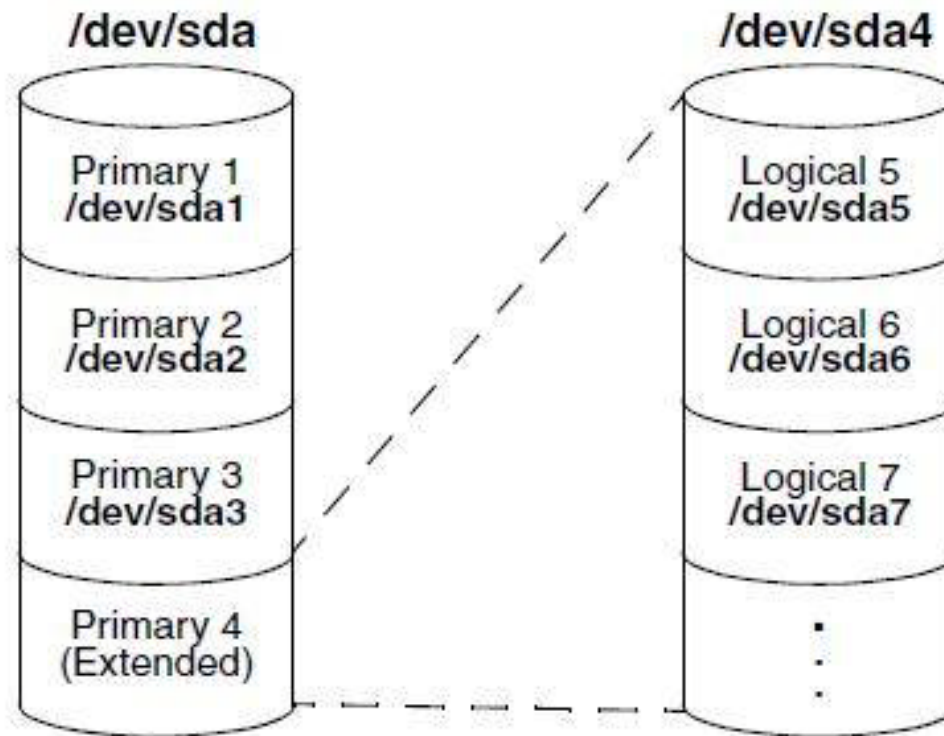 /dev/sda
Primary 1
/dev/sda1
Primary 2
/dev/sda2
Primary 3
/dev/sda3
Primary 4
(Extended)
/dev/sda4
Logical 5
/dev/sda5
Logical 6
/dev/sda6
Logical 7
/dev/sda7